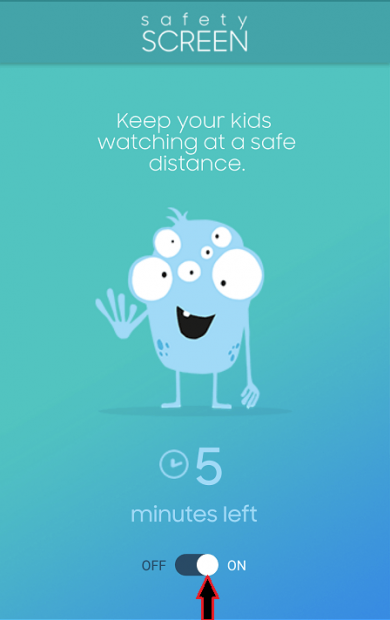 safety
SCREEN
Keep your kids
watching at a safe
distance.
5
minutes left
OFF ON